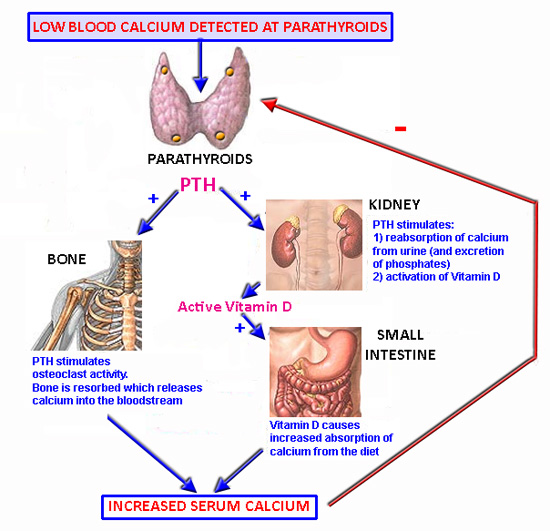 LOW BLOOD CALCIUM DETECTED AT PARATHYROIDS
PARATHYROIDS
PTH
+
+
-
KIDNEY
PTH stimulates:
1) reabsorption of calcium
from urine (and excretion
of phosphates)
2) activation of Vitamin D
BONE
Active Vitamin D
+
SMALL
INTESTINE
PTH stimulates
osteoclast activity.
Bone is resorbed which releases
calcium into the bloodstream
Vitamin D causes
increased absorption of
calcium from the diet
INCREASED SERUM CALCIUM